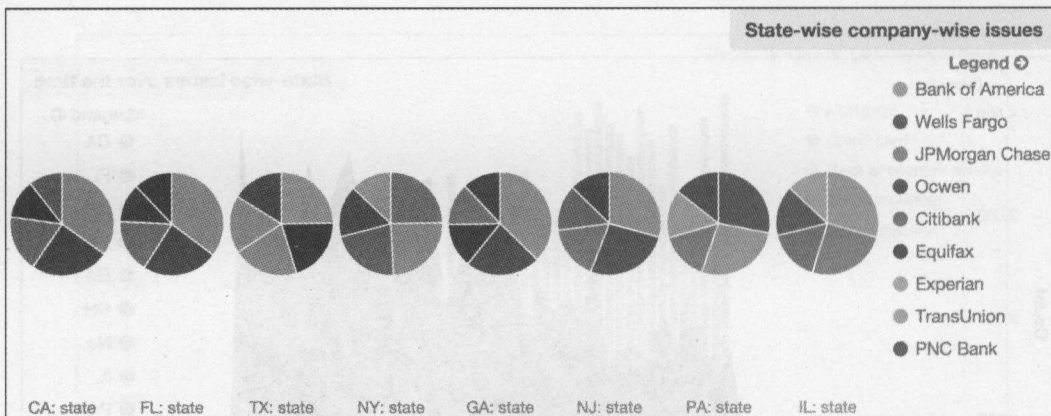 State-wise company-wise issues
Legend
Bank of America
Wells Fargo
JPMorgan Chase
Ocwen
Citibank
Equifax
Experian
TransUnion
PNC Bank
CA: state FL: state TX: state NY: state GA: state NJ: state PA: state IL: state